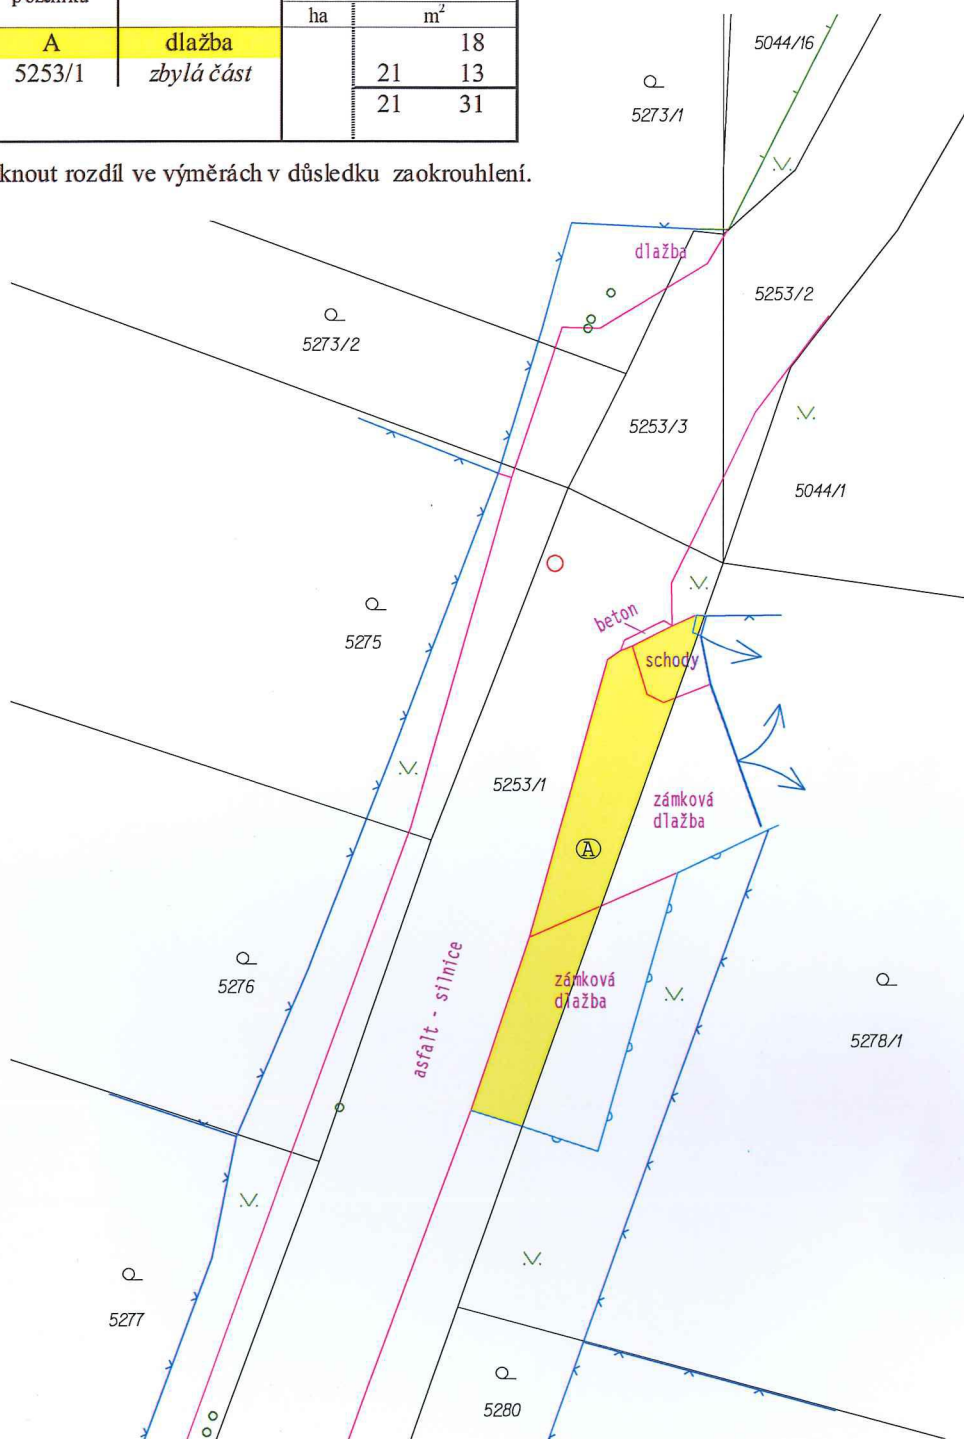 ha m²
A dlažba 18
5253/1 zbylá část 21 13
21 31
knout rozdíl ve výměrách v důsledku zaokrouhlení.
5044/16
5273/1
dlažba
5253/2
5273/2
5253/3
5044/1
beton
5275
schody
5253/1
zámková
dlažba
A
asfalt - silnice
5276
zámková
dlažba
5278/1
5277
5280